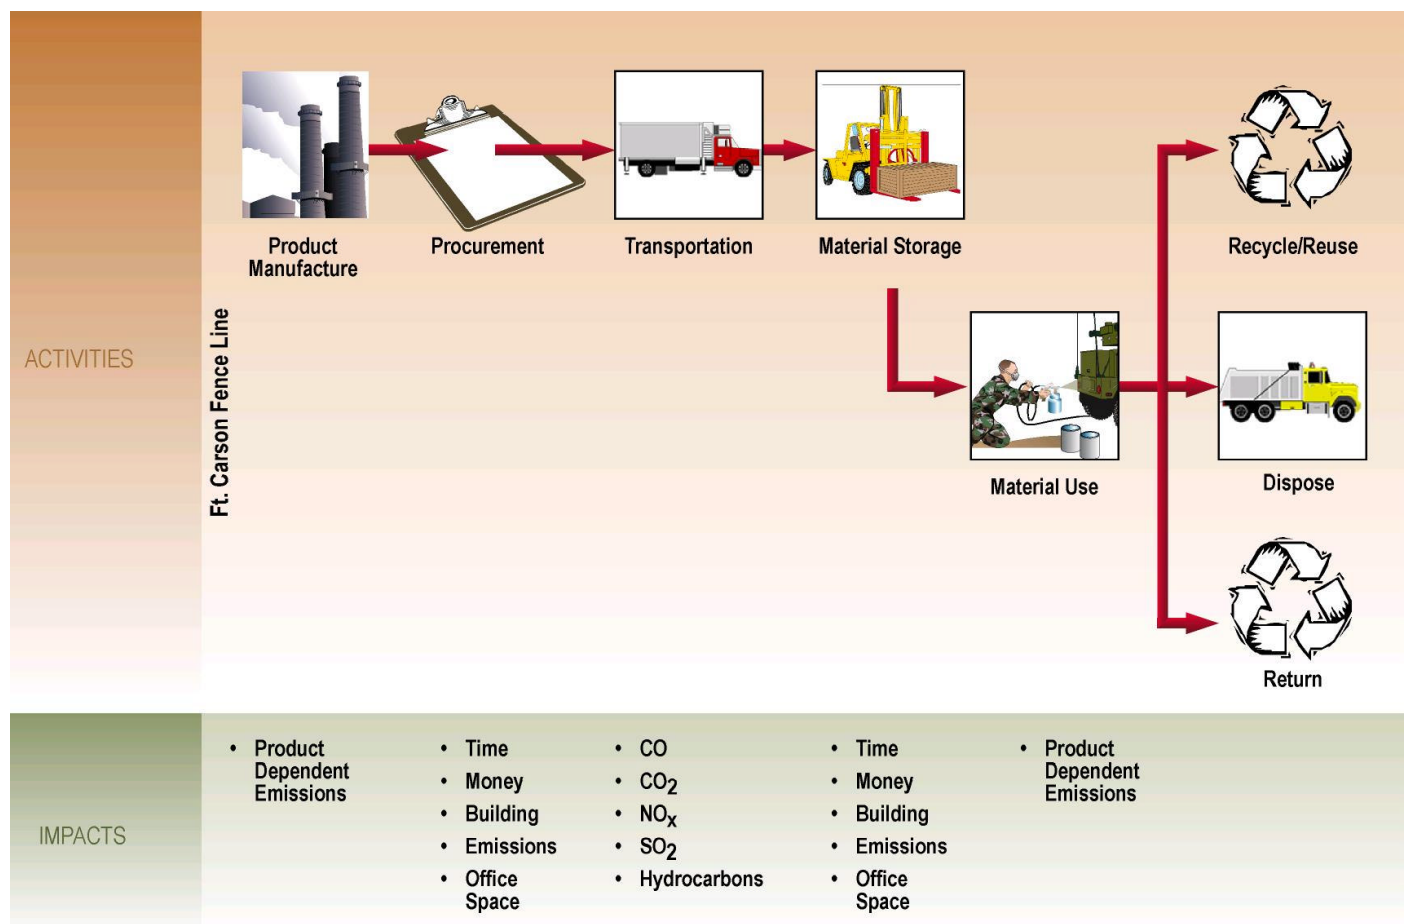 Product
Manufacture
Procurement
Transportation
Material Storage
Recycle/Reuse
ACTIVITIES
Ft. Carson Fence Line
Material Use
Dispose
Return
IMPACTS
• Product
Dependent
Emissions
• Time
• Money
• Building
• Emissions
• Office
Space
• CO
• CO2
• NOx
• SO2
• Hydrocarbons
• Time
• Money
• Building
• Emissions
• Office
Space
• Product
Dependent
Emissions